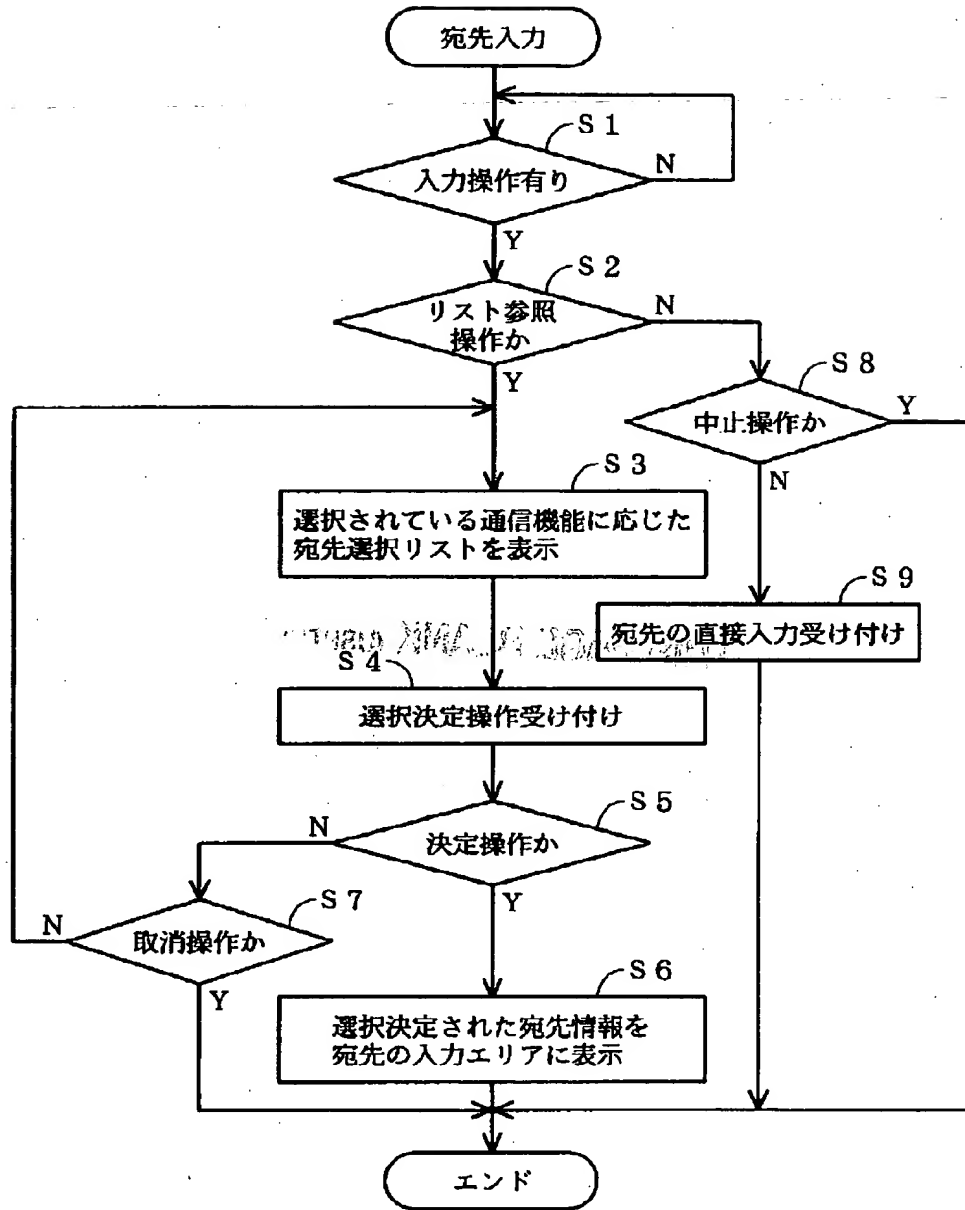 宛先入力
S1
入力操作有り
N
Y
S2
リスト参照
操作か
N
Y
S8
中止操作か
Y
N
S3
選択されている通信機能に応じた
宛先選択リストを表示
S9
宛先の直接入力受け付け
S4
選択決定操作受け付け
S5
決定操作か
N
Y
S7
取消操作か
N
Y
S6
選択決定された宛先情報を
宛先の入力エリアに表示
エンド